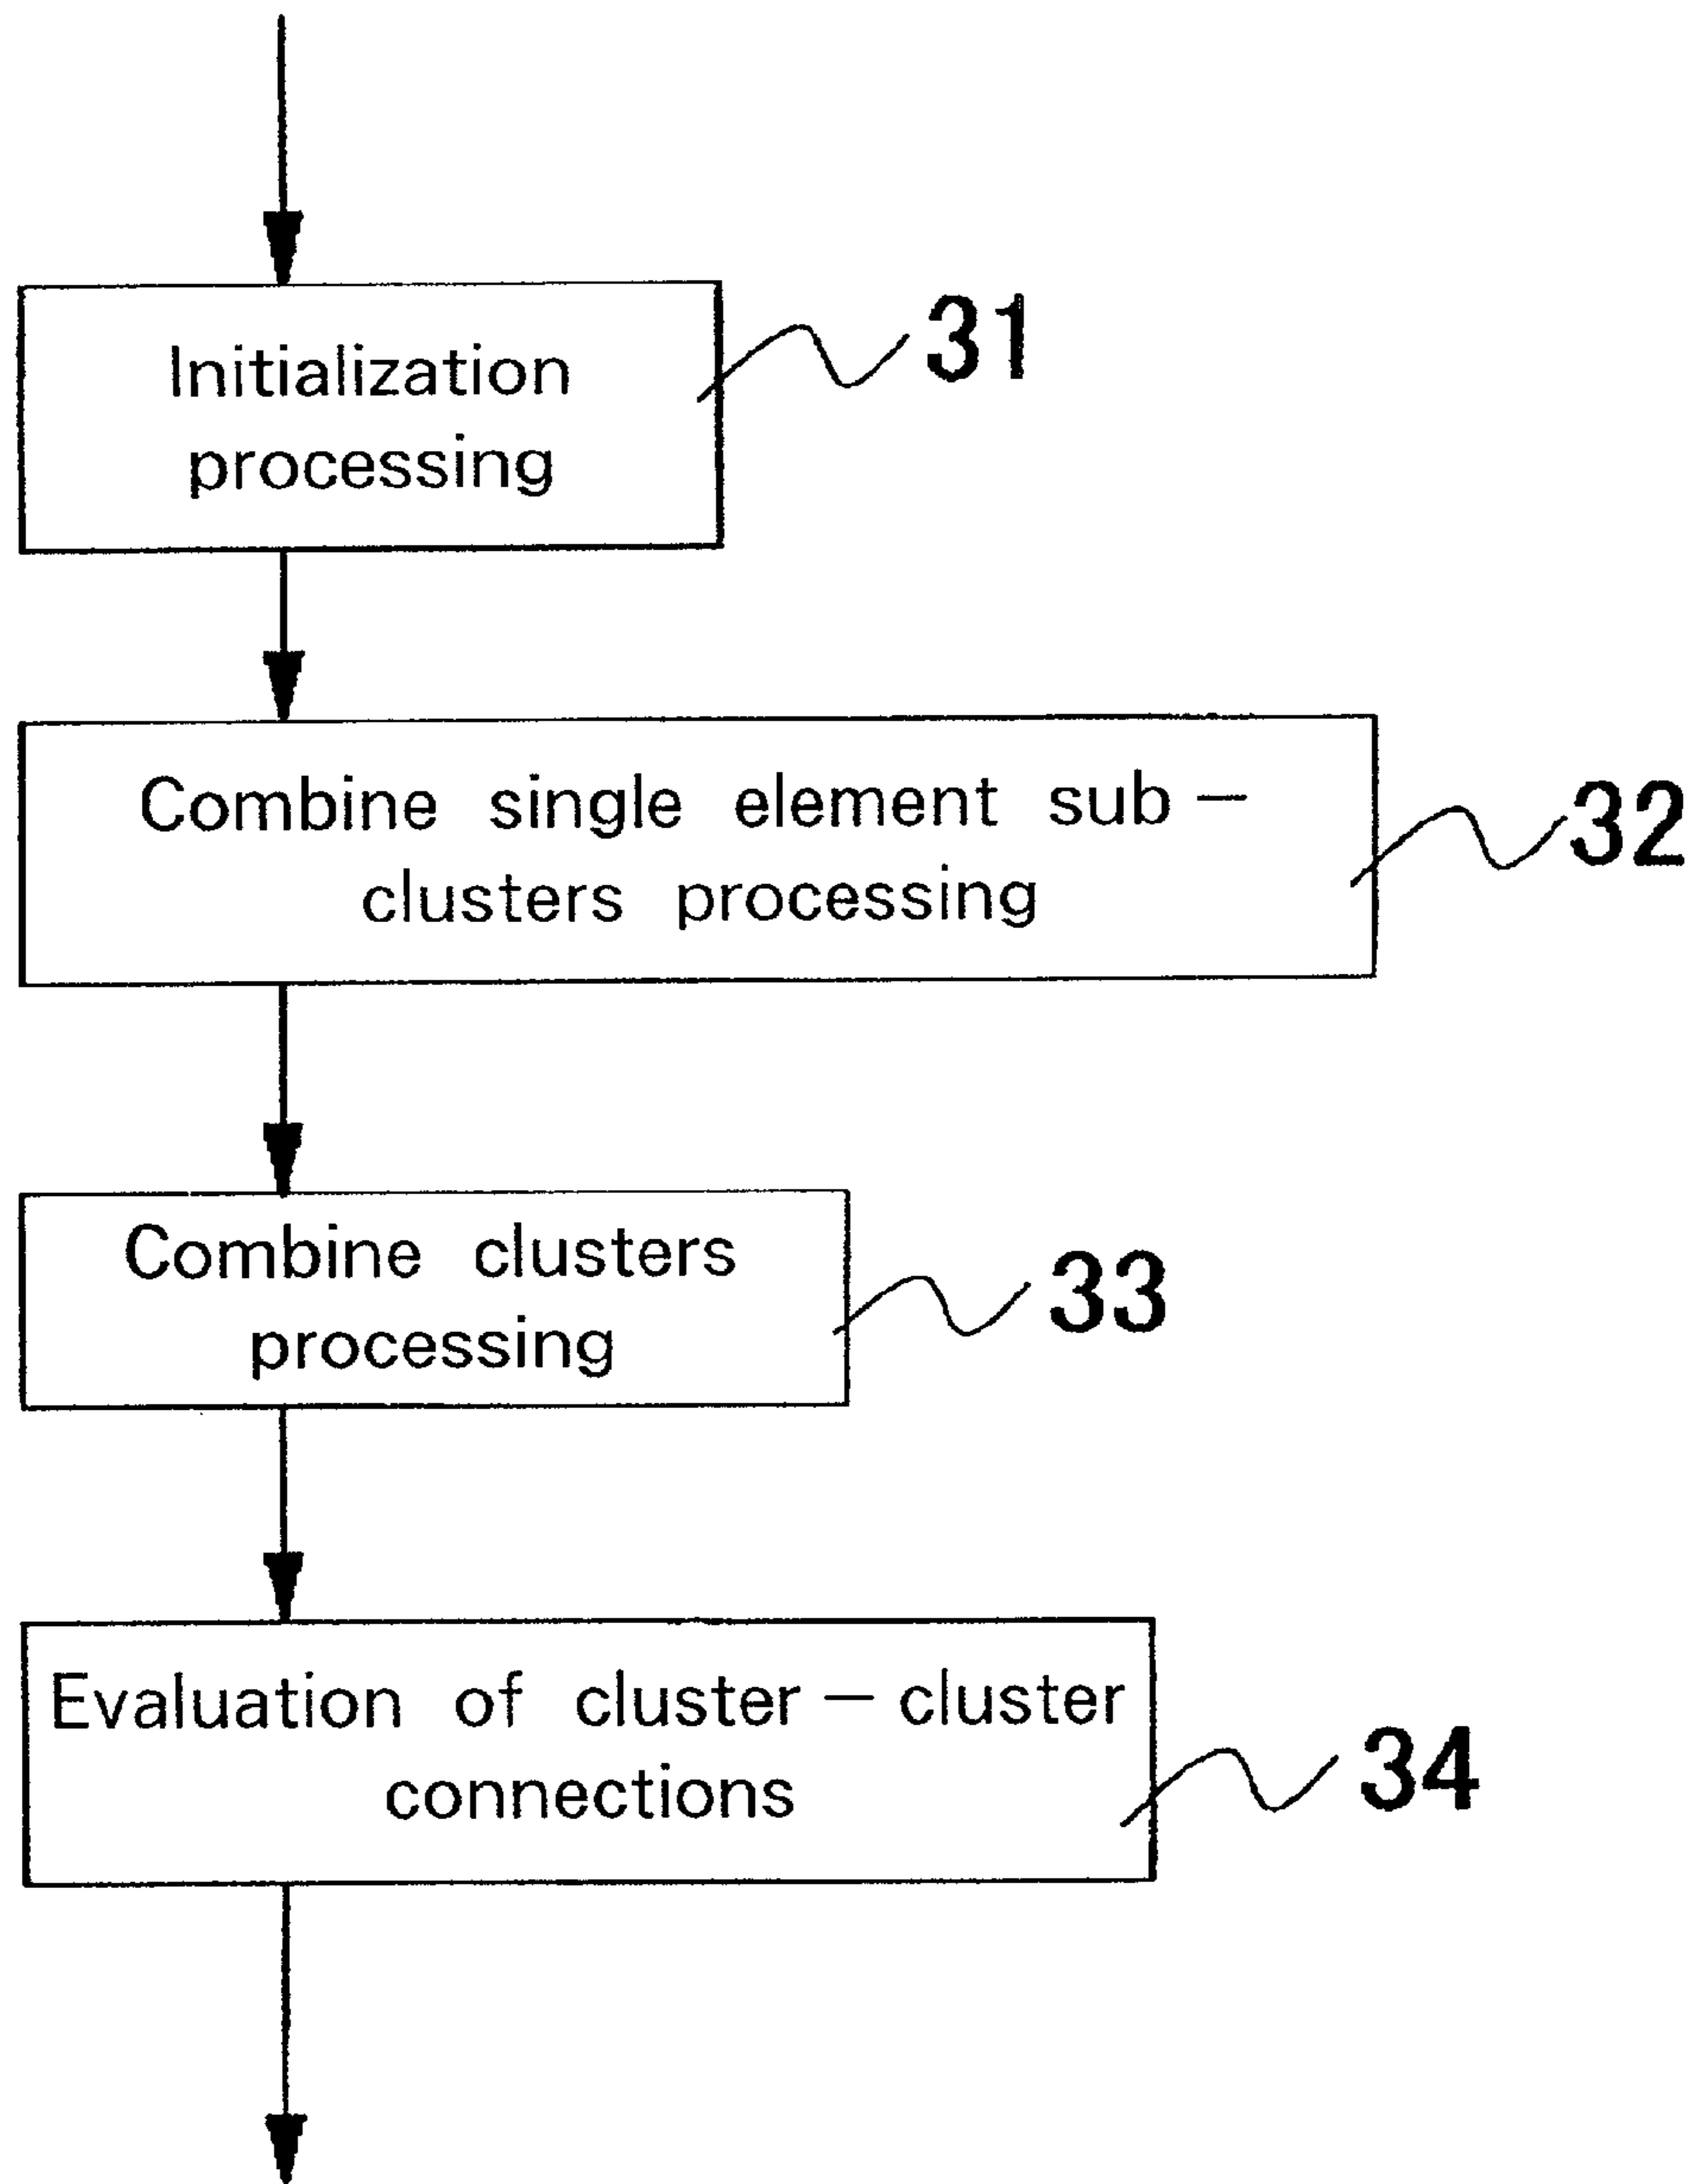 Initialization
processing
31
Combine single element sub-
clusters processing
32
Combine clusters
processing
33
Evaluation of cluster-cluster
connections
34